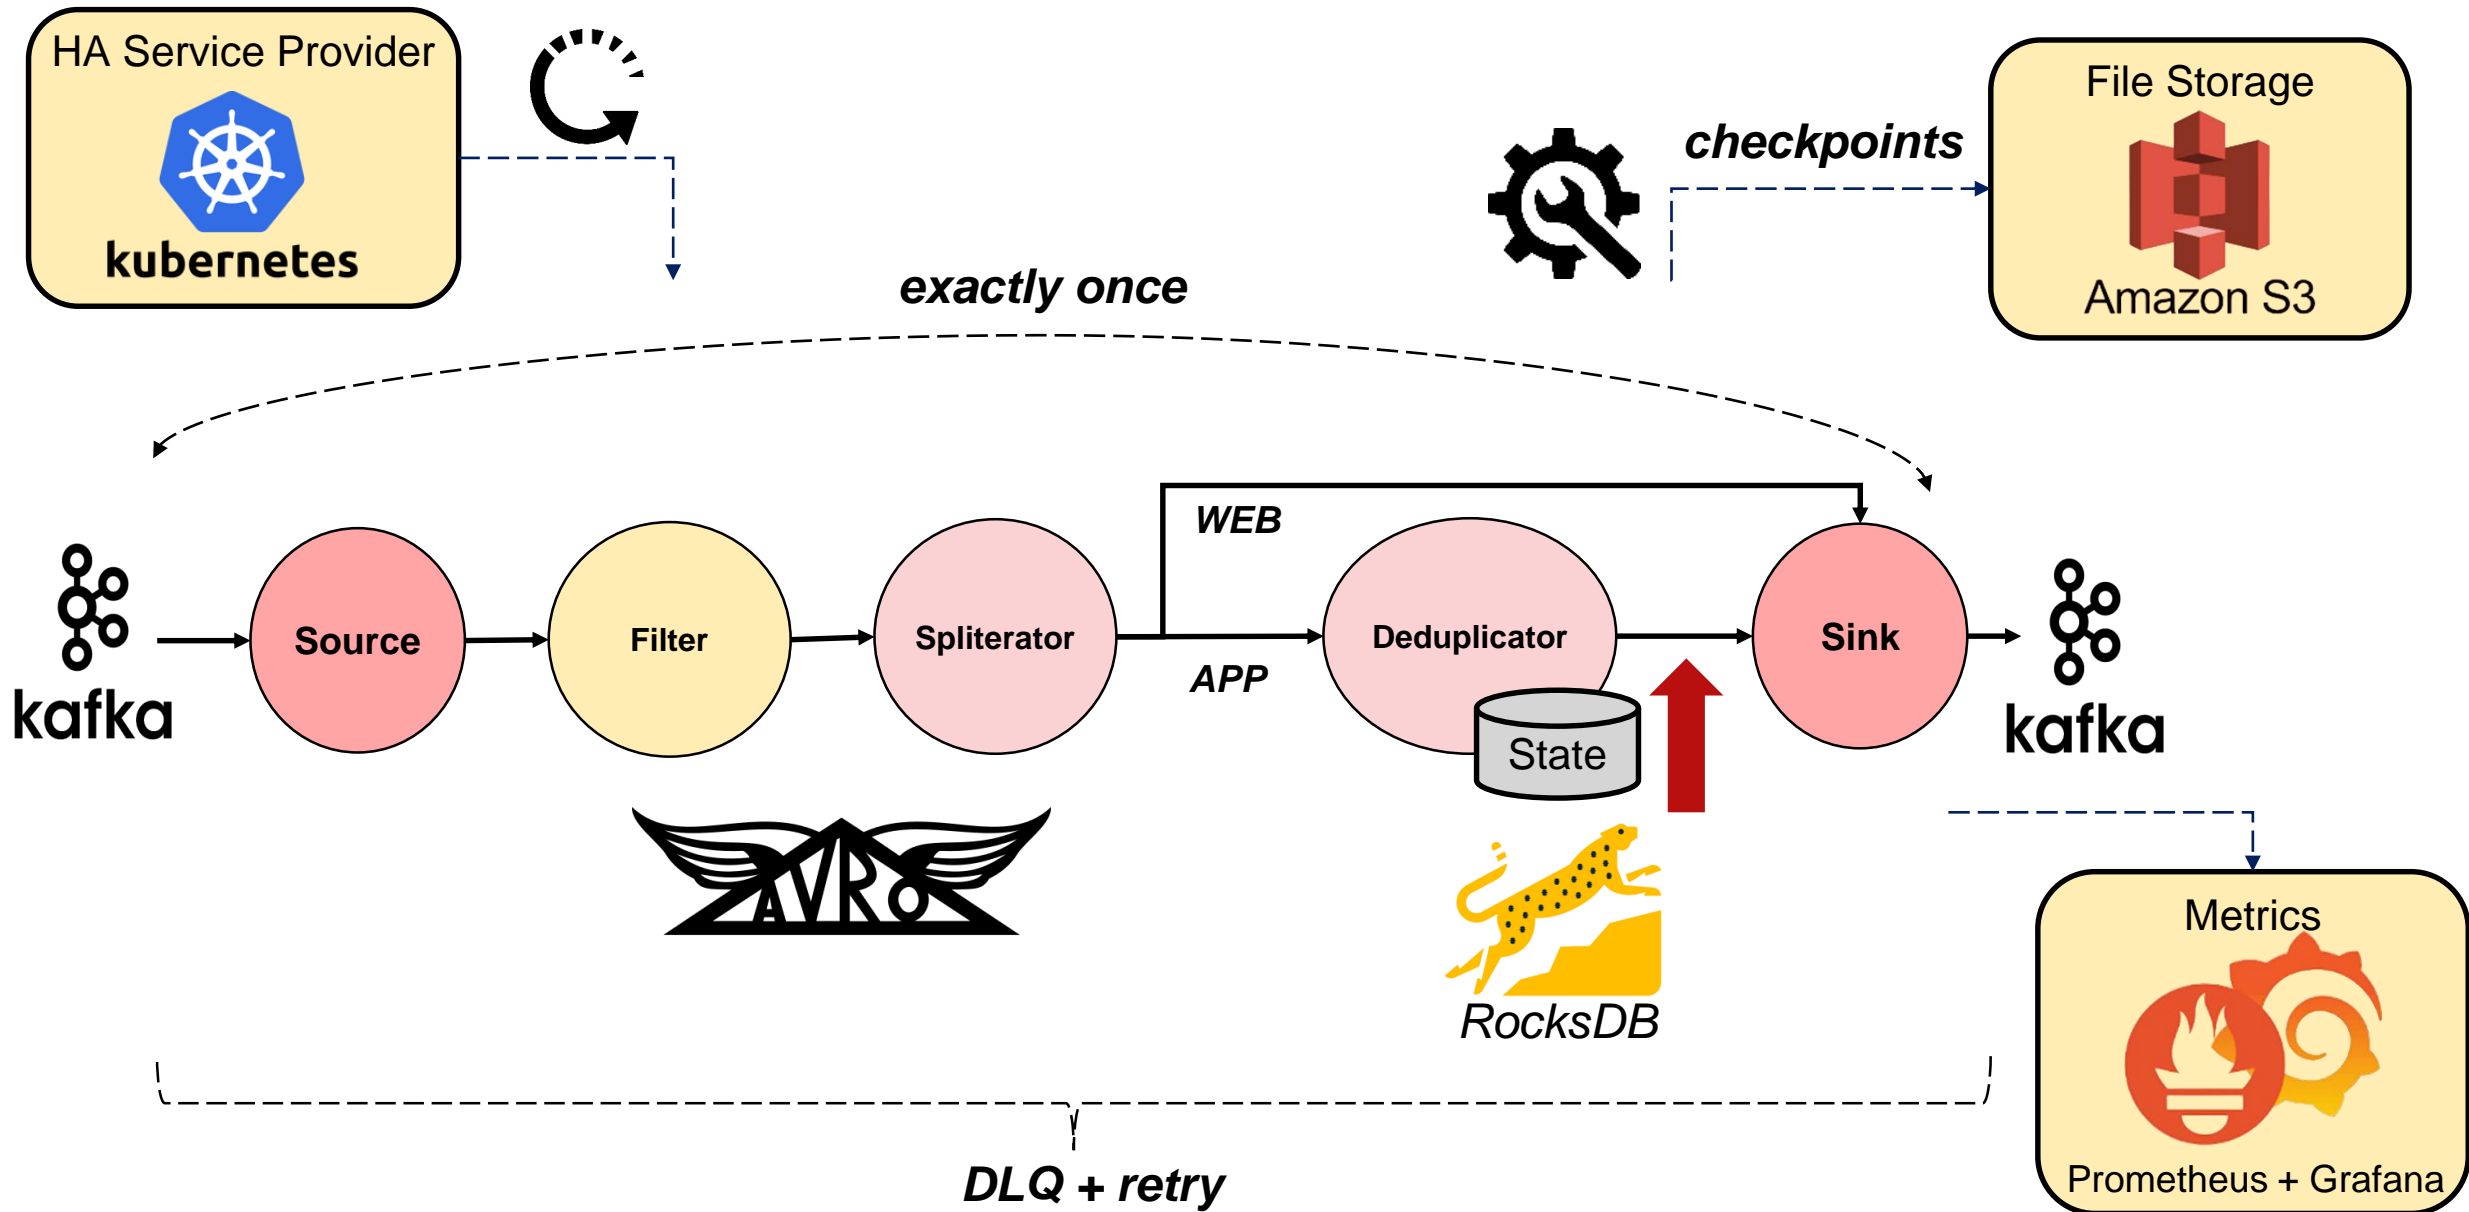 HA Service Provider
kubernetes
File Storage
Amazon S3
checkpoints
exactly once
WEB
APP
kafka
Source
Filter
Spliterator
Deduplicator
State
Sink
kafka
AVRO
RocksDB
Metrics
Prometheus + Grafana
DLQ + retry